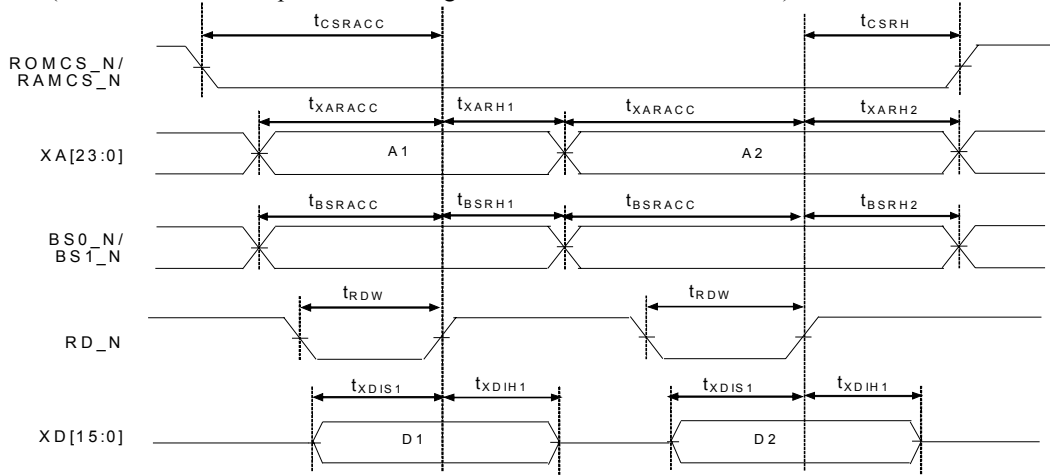 tCSRACC tCSRH
ROMCS_N/
RAMCS_N
tXARACC tXARH1 tXARACC tXARH2
XA[23:0] A1 A2
tBSRACC tBSRH1 tBSRACC tBSRH2
BS0_N/
BS1_N
tRDW tRDW
RD_N
tXDIS1 tXDIH1 tXDIS1 tXDIH1
XD[15:0] D1 D2